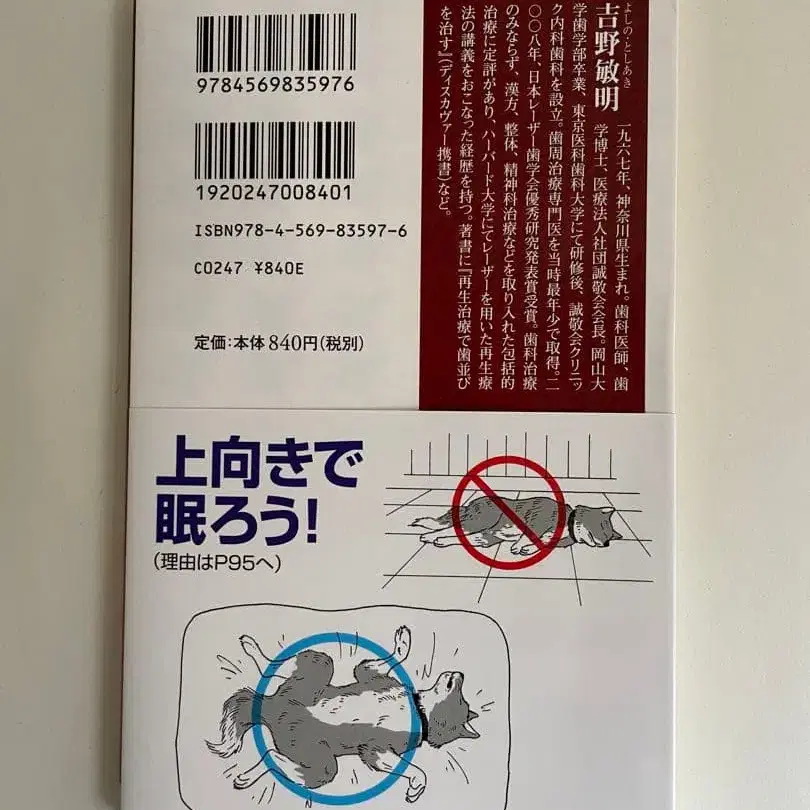 よしの・としあき
吉野敏明
一九六七年、神奈川県生まれ。歯科医師、歯
学博士、医療法人社団誠敬会会長。岡山大
学歯学部卒業、東京医科歯科大学にて研修後、誠敬会クリニッ
ク内科歯科を設立。歯周治療専門医を当時最年少で取得。二
〇〇八年、日本レーザー歯学会優秀研究発表賞受賞。歯科治療
のみならず、漢方、整体、精神科治療などを取り入れた包括的
治療に定評があり、ハーバード大学にてレーザーを用いた再生療
法の講義をおこなった経歴を持つ。著書に『再生治療で歯並び
を治す』(ディスカヴァー携書)など。
9784569835976
1920247008401
ISBN978-4-569-83597-6
C0247 ¥840E
定価:本体840円(税別)
上向きで
眠ろう!
(理由はP95へ)